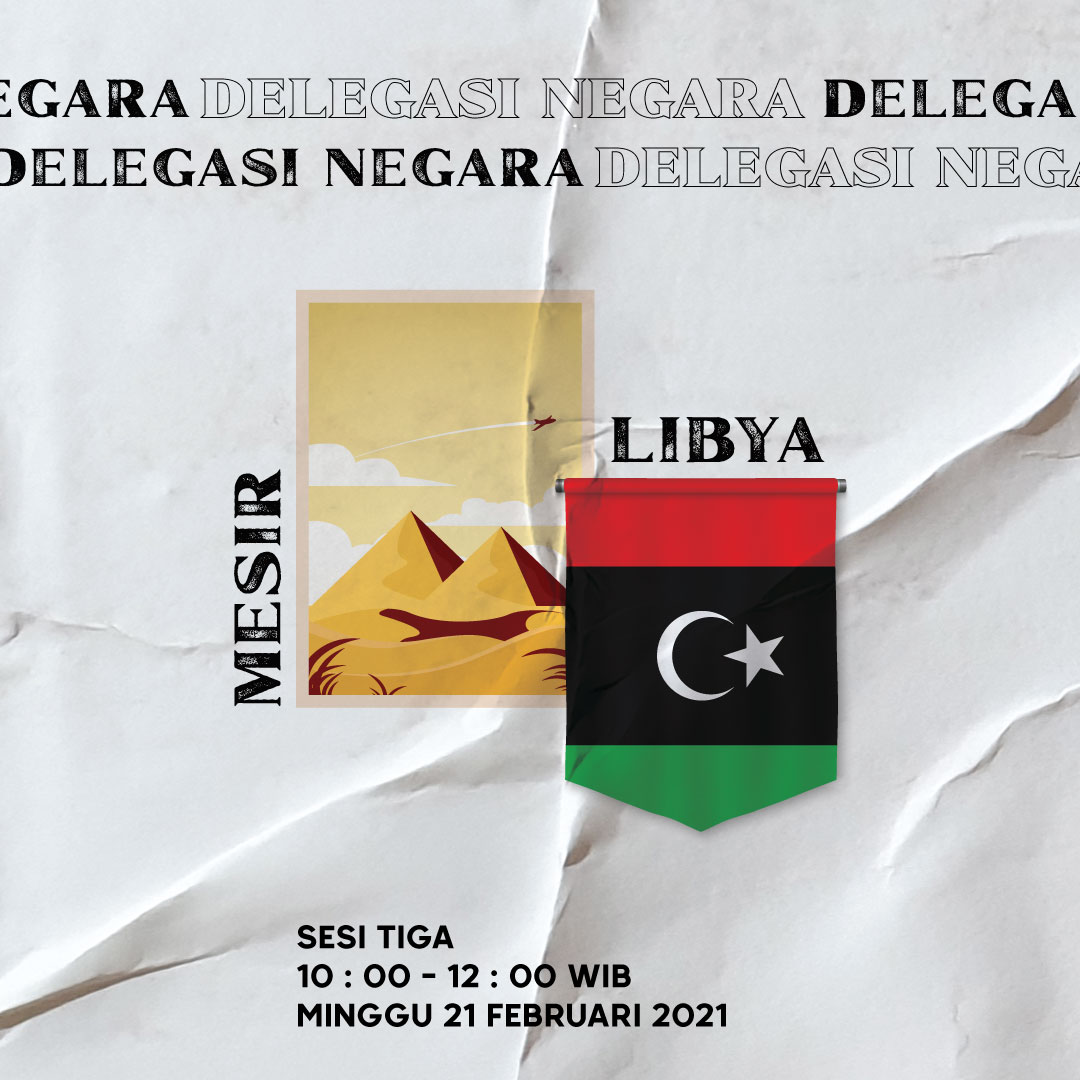 EGARA DELEGASI NEGARA DELEGA
DELEGASI NEGARA DELEGASI NEGA
LIBYA
MESIR
SESI TIGA
10 : 00 - 12 : 00 WIB
MINGGU 21 FEBRUARI 2021